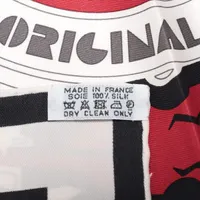 ORIGINAL
MADE IN FRANCE
SOIE 100% SILK
DRY CLEAN ONLY